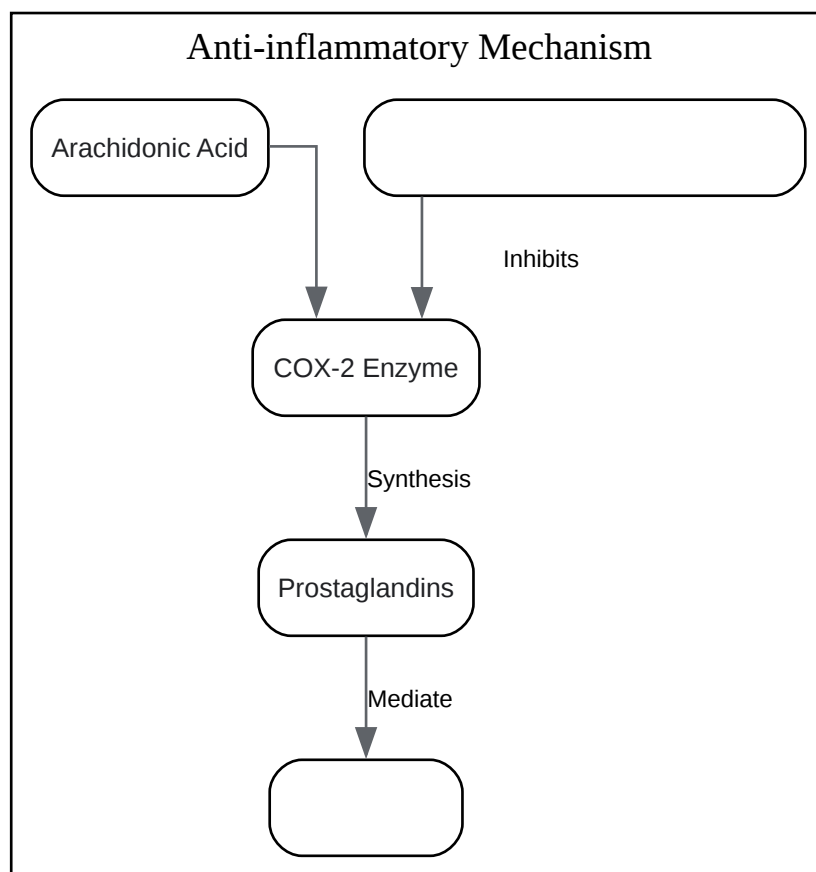 Anti-inflammatory Mechanism
Arachidonic Acid
Inhibits
COX-2 Enzyme
Synthesis
Prostaglandins
Mediate